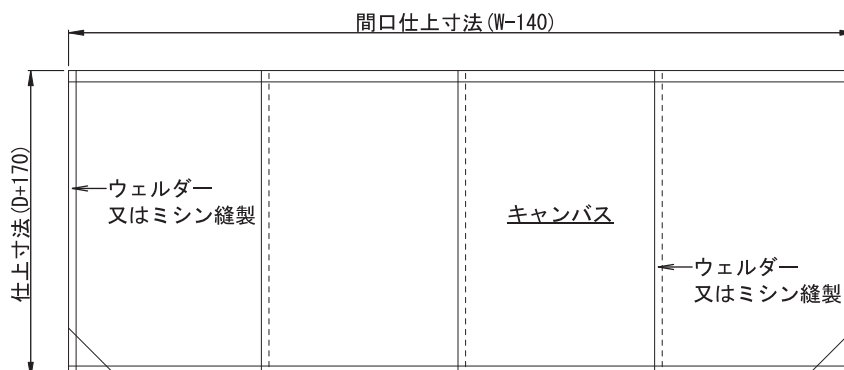 間口仕上寸法(W-140)
仕上寸法(D+170)
ウェルダー
又はミシン縫製
キャンバス
ウェルダー
又はミシン縫製